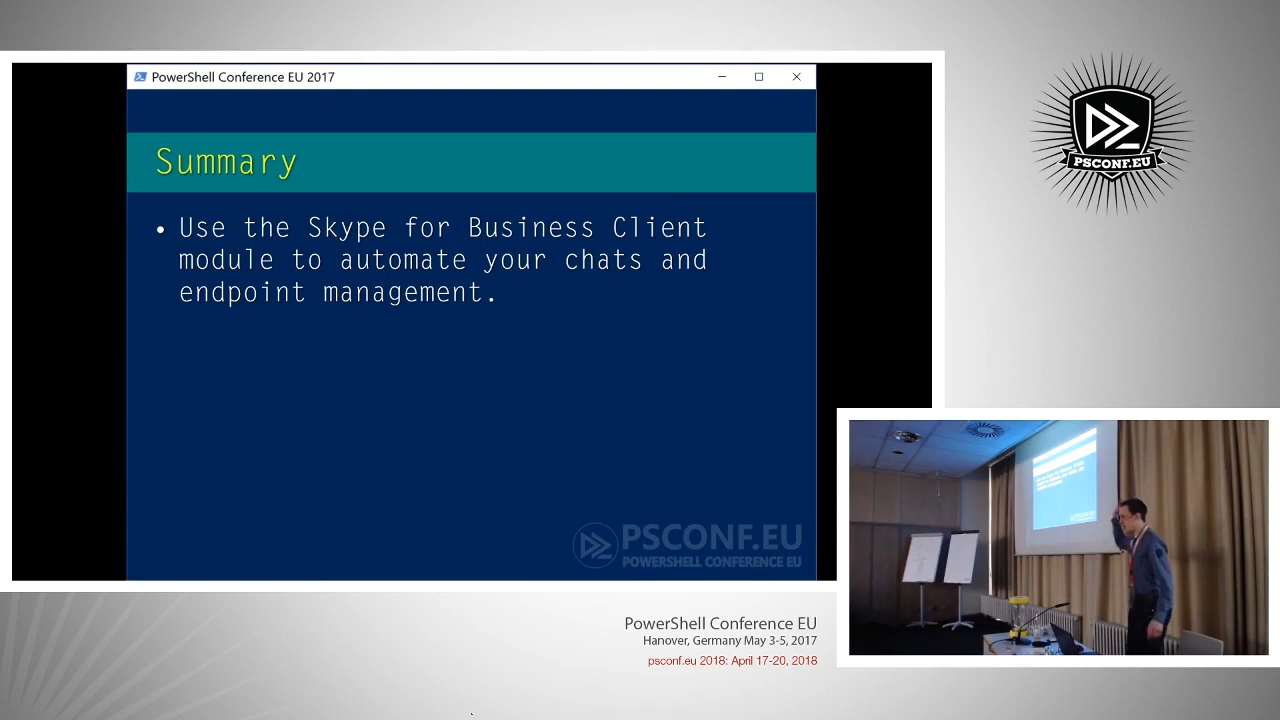 PowerShell Conference EU 2017
Summary
• Use the Skype for Business Client
module to automate your chats and
endpoint management.
PSCONF.EU
POWERSHELL CONFERENCE EU
PSCONF.EU
PowerShell Conference EU
Hanover, Germany May 3-5, 2017
psconf.eu 2018: April 17-20, 2018